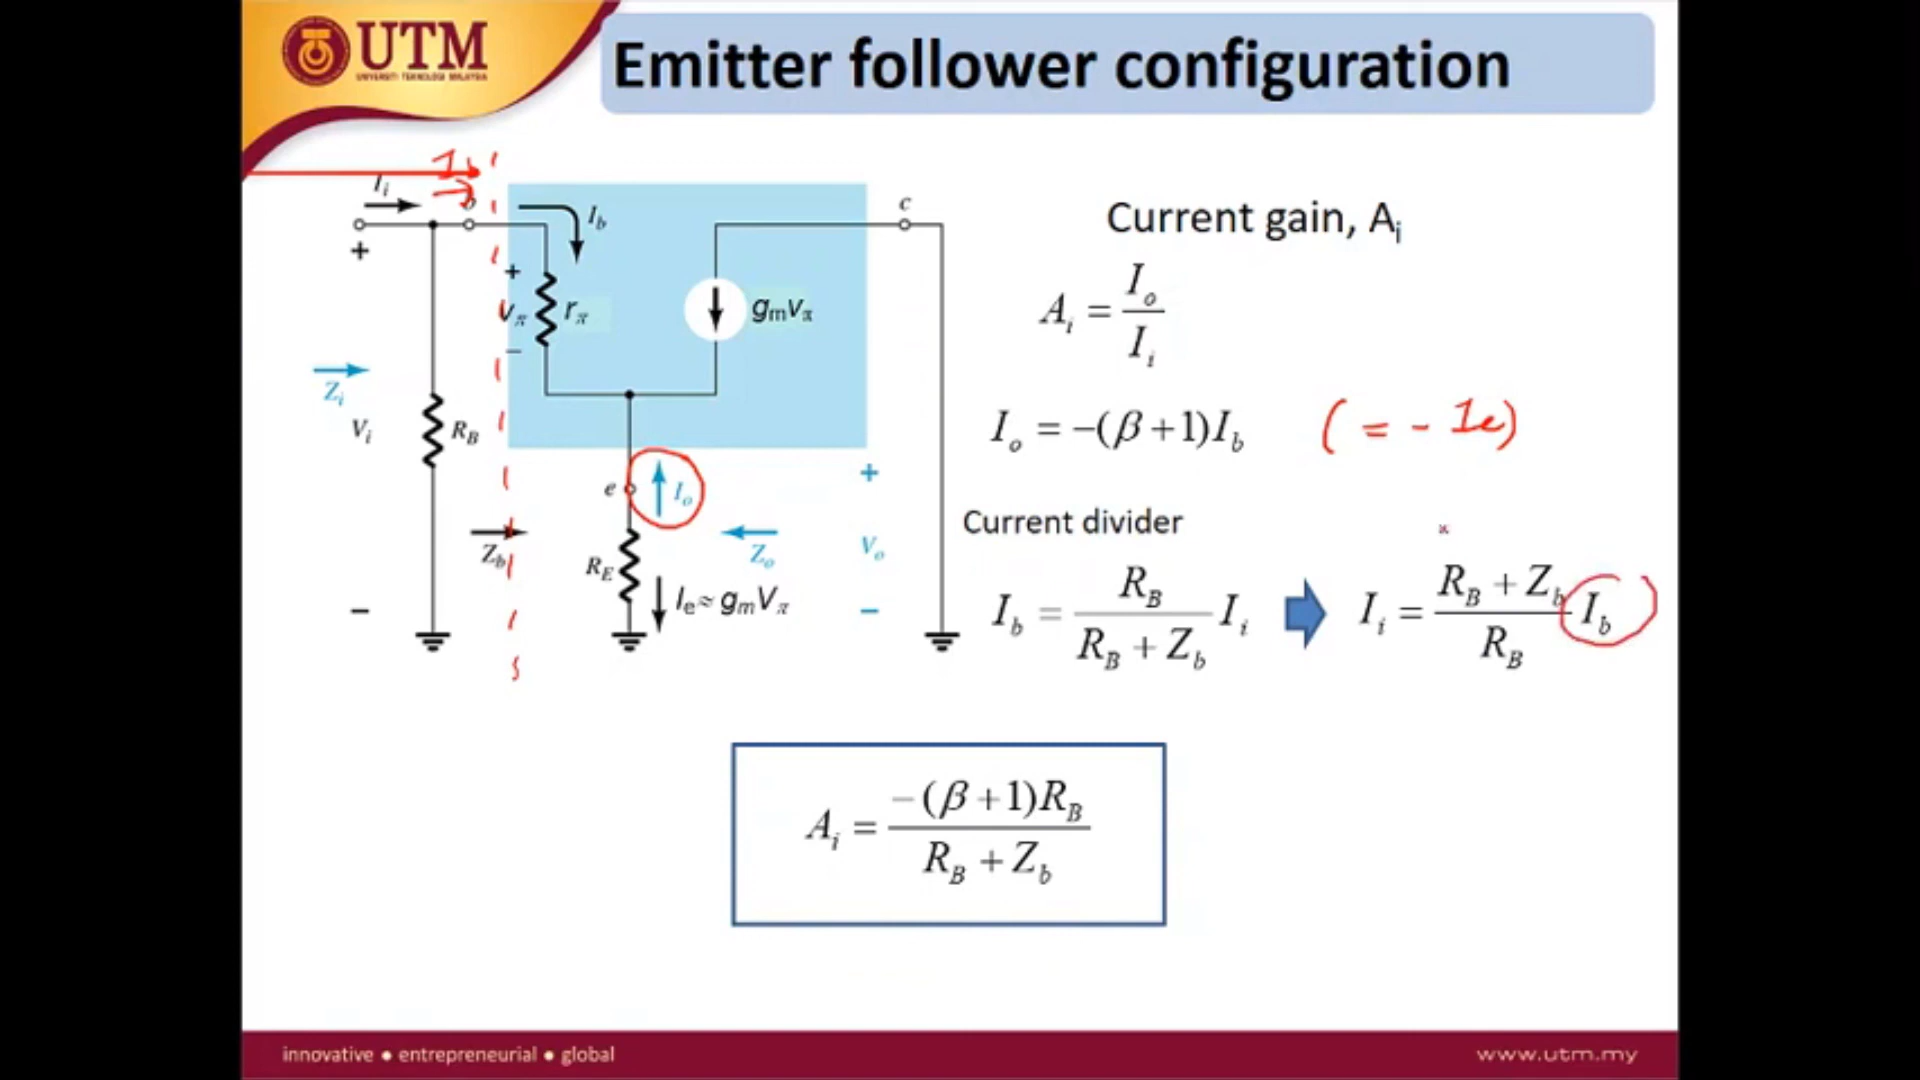 UTM
UNIVERSITI TEKNOLOGI MALAYSIA
Emitter follower configuration
I_b
I_i
b
I_b
c
+
+
v_π
r_π
g_m v_π
−
Z_i
V_i
R_B
e
I_o
+
Z_b
R_E
Z_o
V_o
I_e ≈ g_m V_π
−
−
Current gain, A_i
A_i = I_o / I_i
I_o = −(β+1)I_b (= - I_e)
Current divider
I_b = R_B / (R_B + Z_b) I_i
I_i = (R_B + Z_b) / R_B I_b
A_i = −(β+1)R_B / (R_B + Z_b)
innovative ● entrepreneurial ● global
www.utm.my